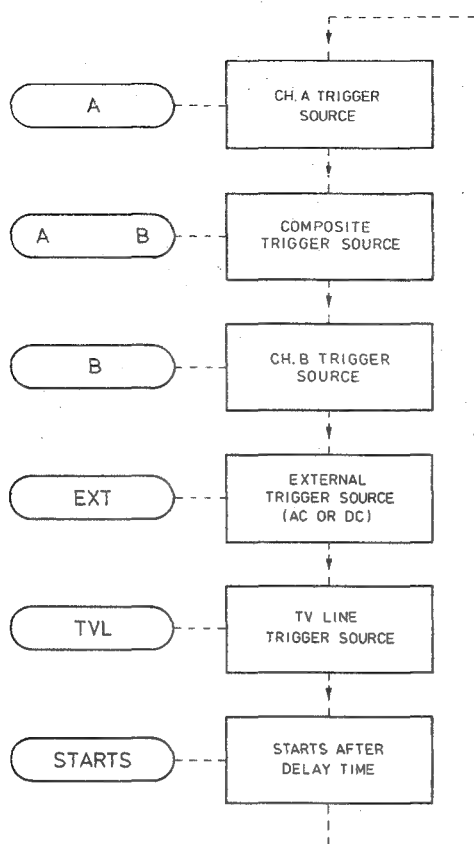 A
CH. A TRIGGER
SOURCE
A B
COMPOSITE
TRIGGER SOURCE
B
CH. B TRIGGER
SOURCE
EXT
EXTERNAL
TRIGGER SOURCE
(AC OR DC)
TVL
TV LINE
TRIGGER SOURCE
STARTS
STARTS AFTER
DELAY TIME